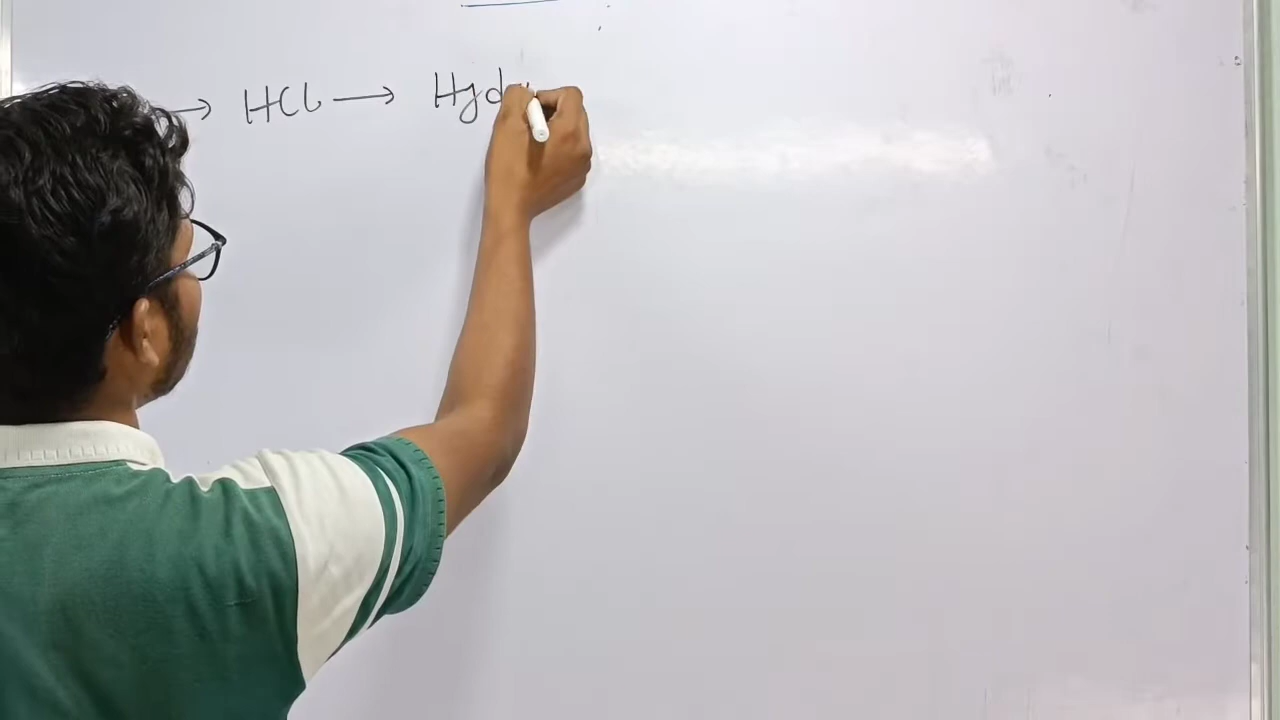 → HCl → Hyd